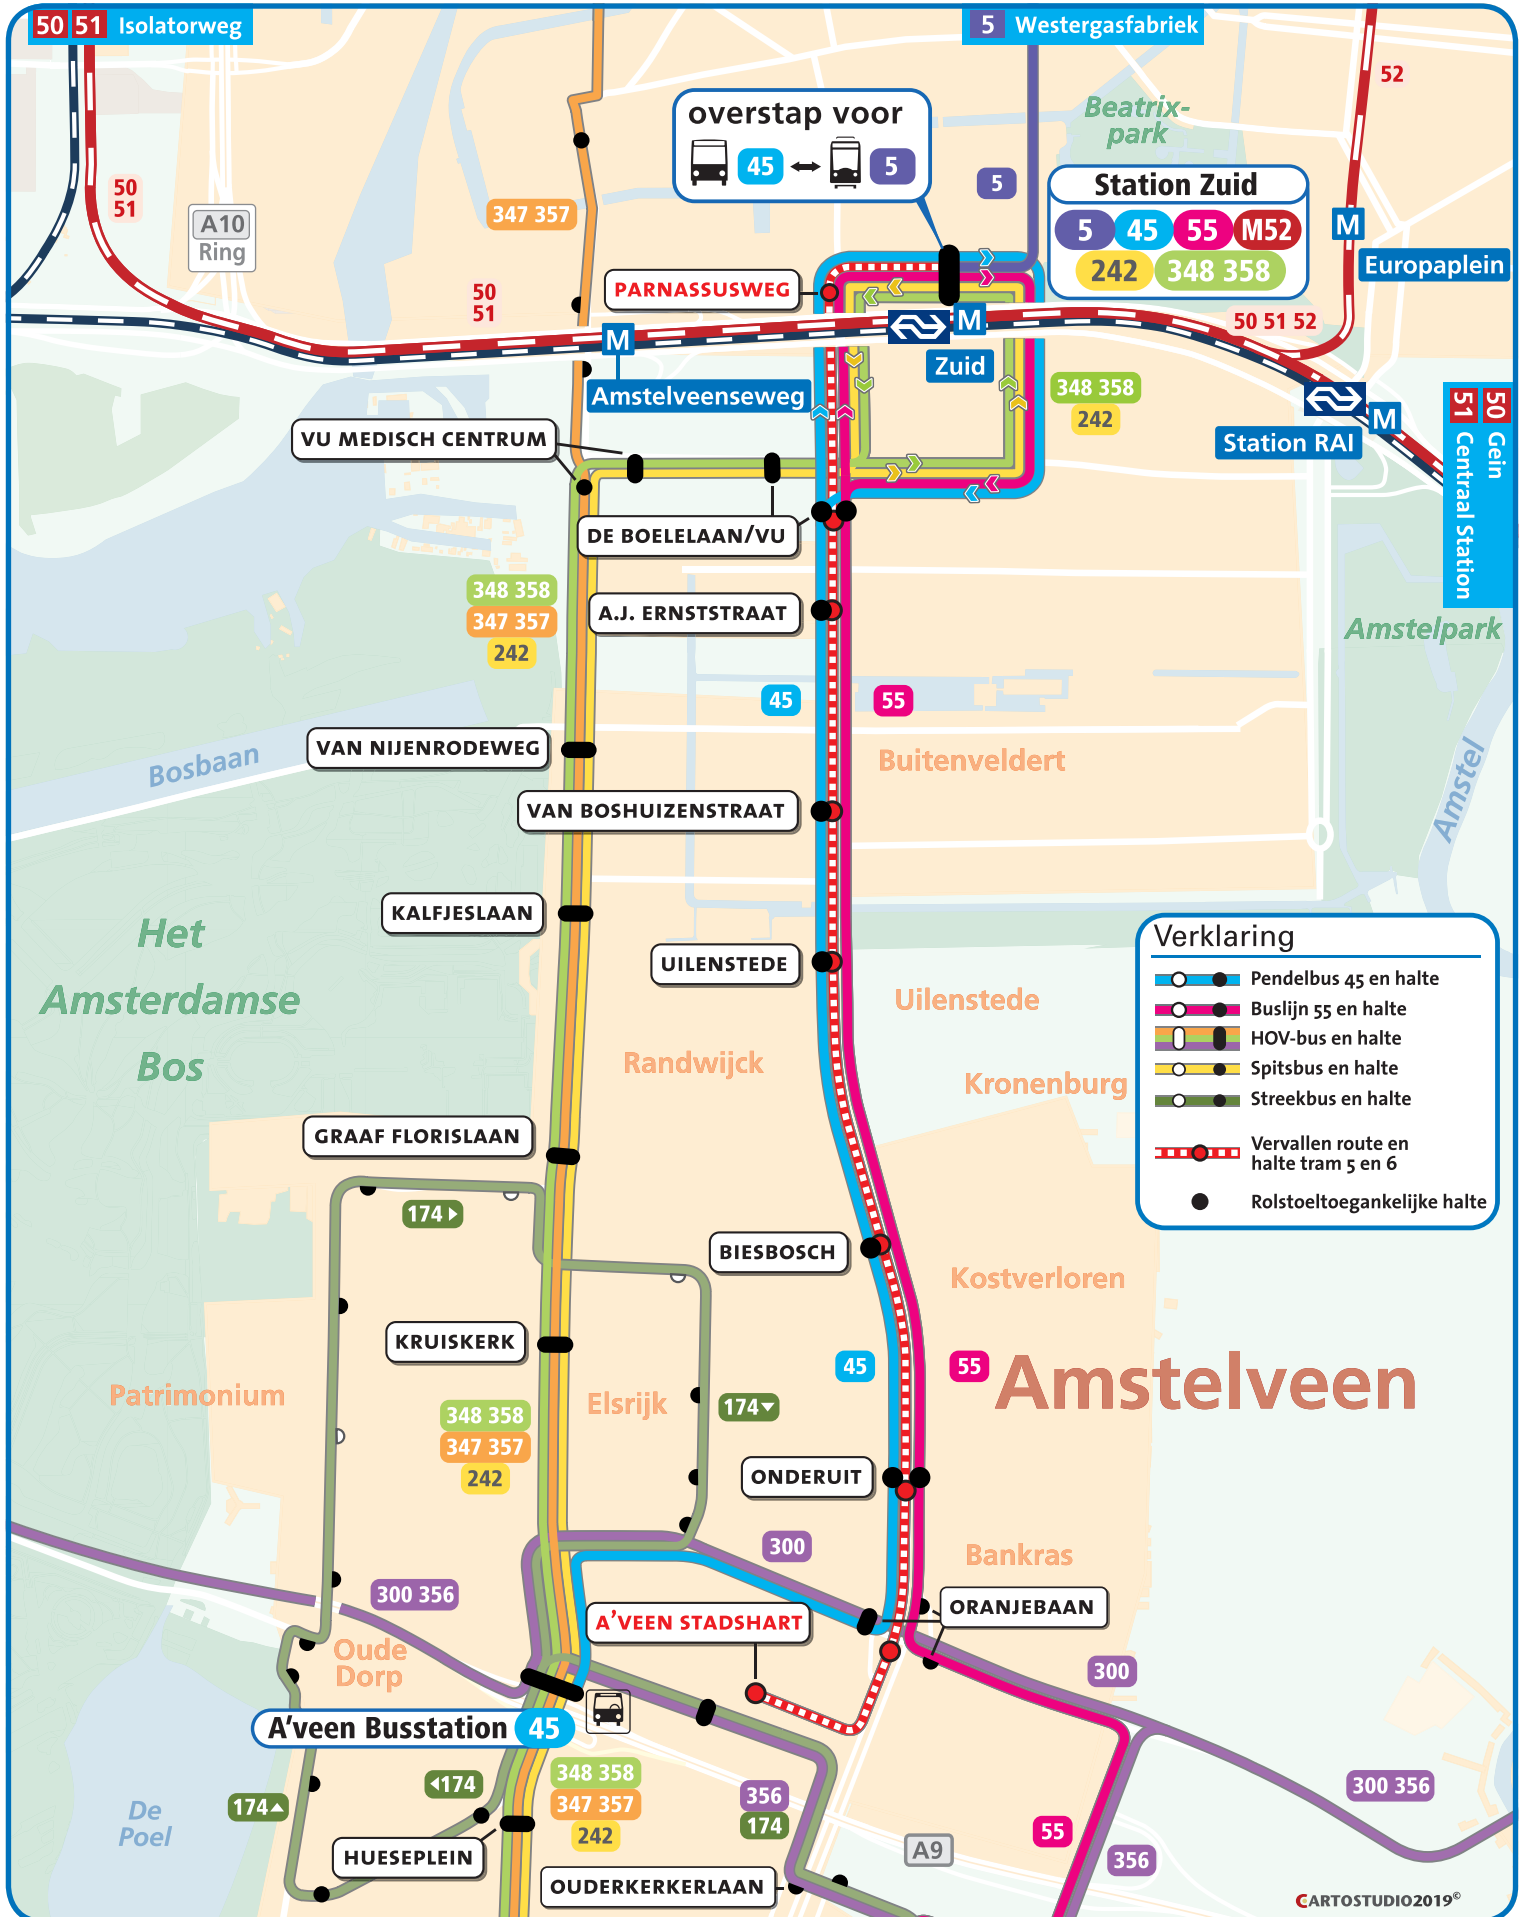 50 51 Isolatorweg
5 Westergasfabriek
52
overstap voor
45 5
Beatrix-
park
5
50
51
A10
Ring
347 357
Station Zuid
5 45 55 M52
242 348 358
M
Europaplein
PARNASSUSWEG
50
51
M
M
50 51 52
Zuid
Amstelveenseweg
348 358
242
M
Station RAI
51 50
Centraal Station
Gein
VU MEDISCH CENTRUM
DE BOELELAAN/VU
348 358
347 357
242
A.J. ERNSTSTRAAT
Amstelpark
45
55
VAN NIJENRODEWEG
Bosbaan
Buitenveldert
Amstel
VAN BOSHUIZENSTRAAT
KALFJESLAAN
Het
Amsterdamse
Bos
UILENSTEDE
Uilenstede
Randwijck
Kronenburg
Verklaring
Pendelbus 45 en halte
Buslijn 55 en halte
HOV-bus en halte
Spitsbus en halte
Streekbus en halte
Vervallen route en
halte tram 5 en 6
Rolstoeltoegankelijke halte
GRAAF FLORISLAAN
174
BIESBOSCH
Kostverloren
KRUISKERK
45
55
Amstelveen
Patrimonium
Elsrijk
174
348 358
347 357
242
ONDERUIT
300
Bankras
300 356
ORANJEBAAN
A'VEEN STADSHART
Oude
Dorp
300
A'veen Busstation 45
348 358
347 357
242
174
174
356
174
300 356
De
Poel
55
356
A9
HUESEPLEIN
OUDERKERKERLAAN
CARTOSTUDIO2019©